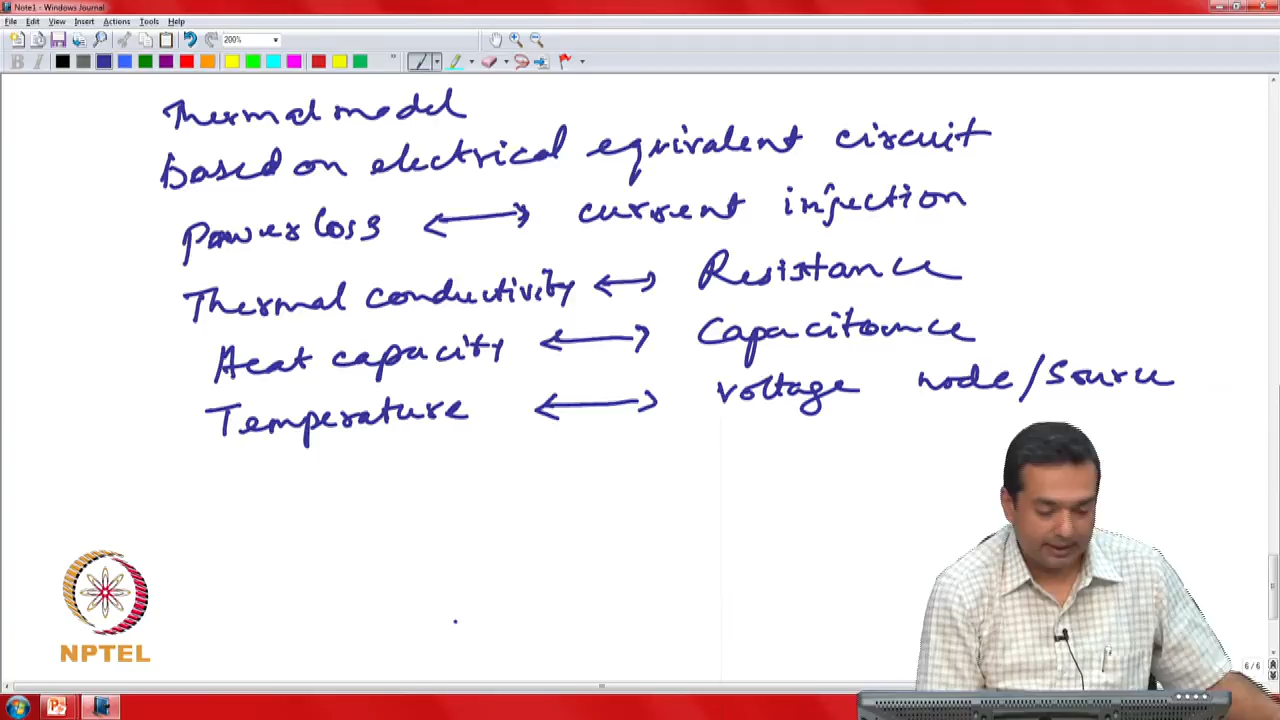 Note1 - Windows Journal
File Edit View Insert Actions Tools Help
200%
B I
Thermal model
Based on electrical equivalent circuit
Power loss ⟷ current injection
Thermal conductivity ⟷ Resistance
Heat capacity ⟷ Capacitance
Temperature ⟷ voltage node/source
NPTEL
6/6